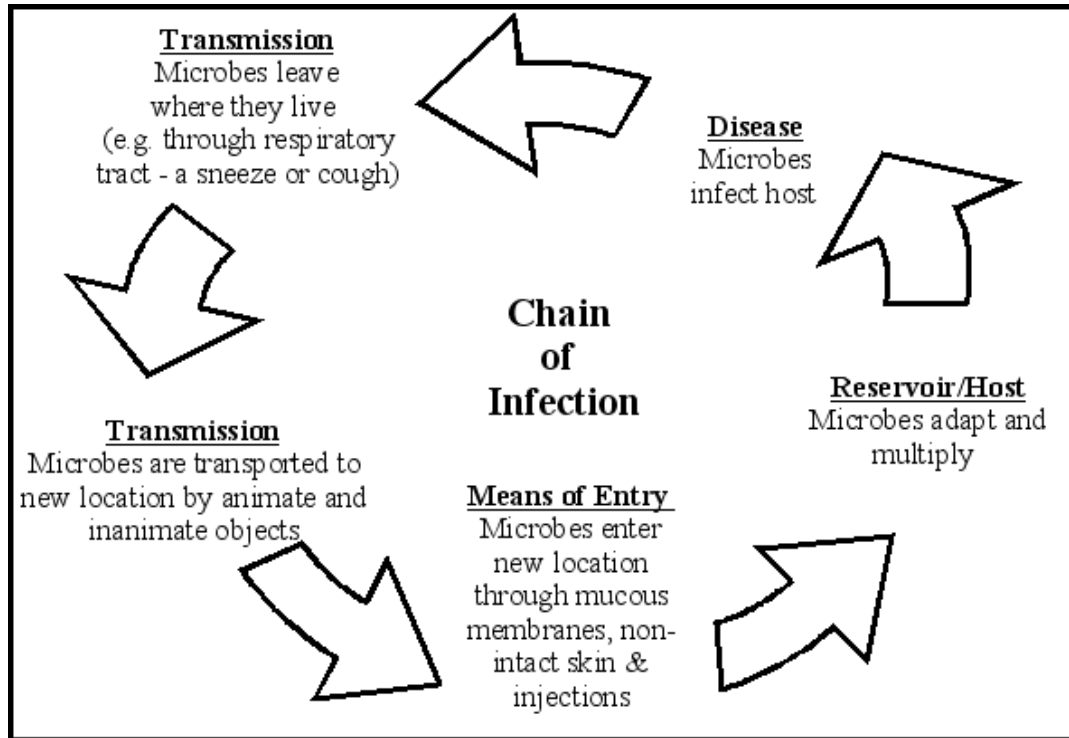 Transmission
Microbes leave
where they live
(e.g. through respiratory
tract - a sneeze or cough)
Disease
Microbes
infect host
Chain
of
Infection
Reservoir/Host
Microbes adapt and
multiply
Transmission
Microbes are transported to
new location by animate and
inanimate objects
Means of Entry
Microbes enter
new location
through mucous
membranes, non-
intact skin &
injections